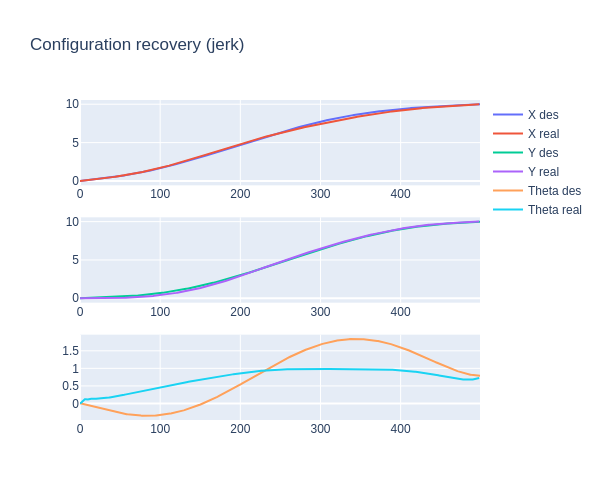 Configuration recovery (jerk)
10
5
0
0 100 200 300 400
X des
X real
Y des
Y real
Theta des
Theta real
10
5
0
0 100 200 300 400
1.5
1
0.5
0
0 100 200 300 400